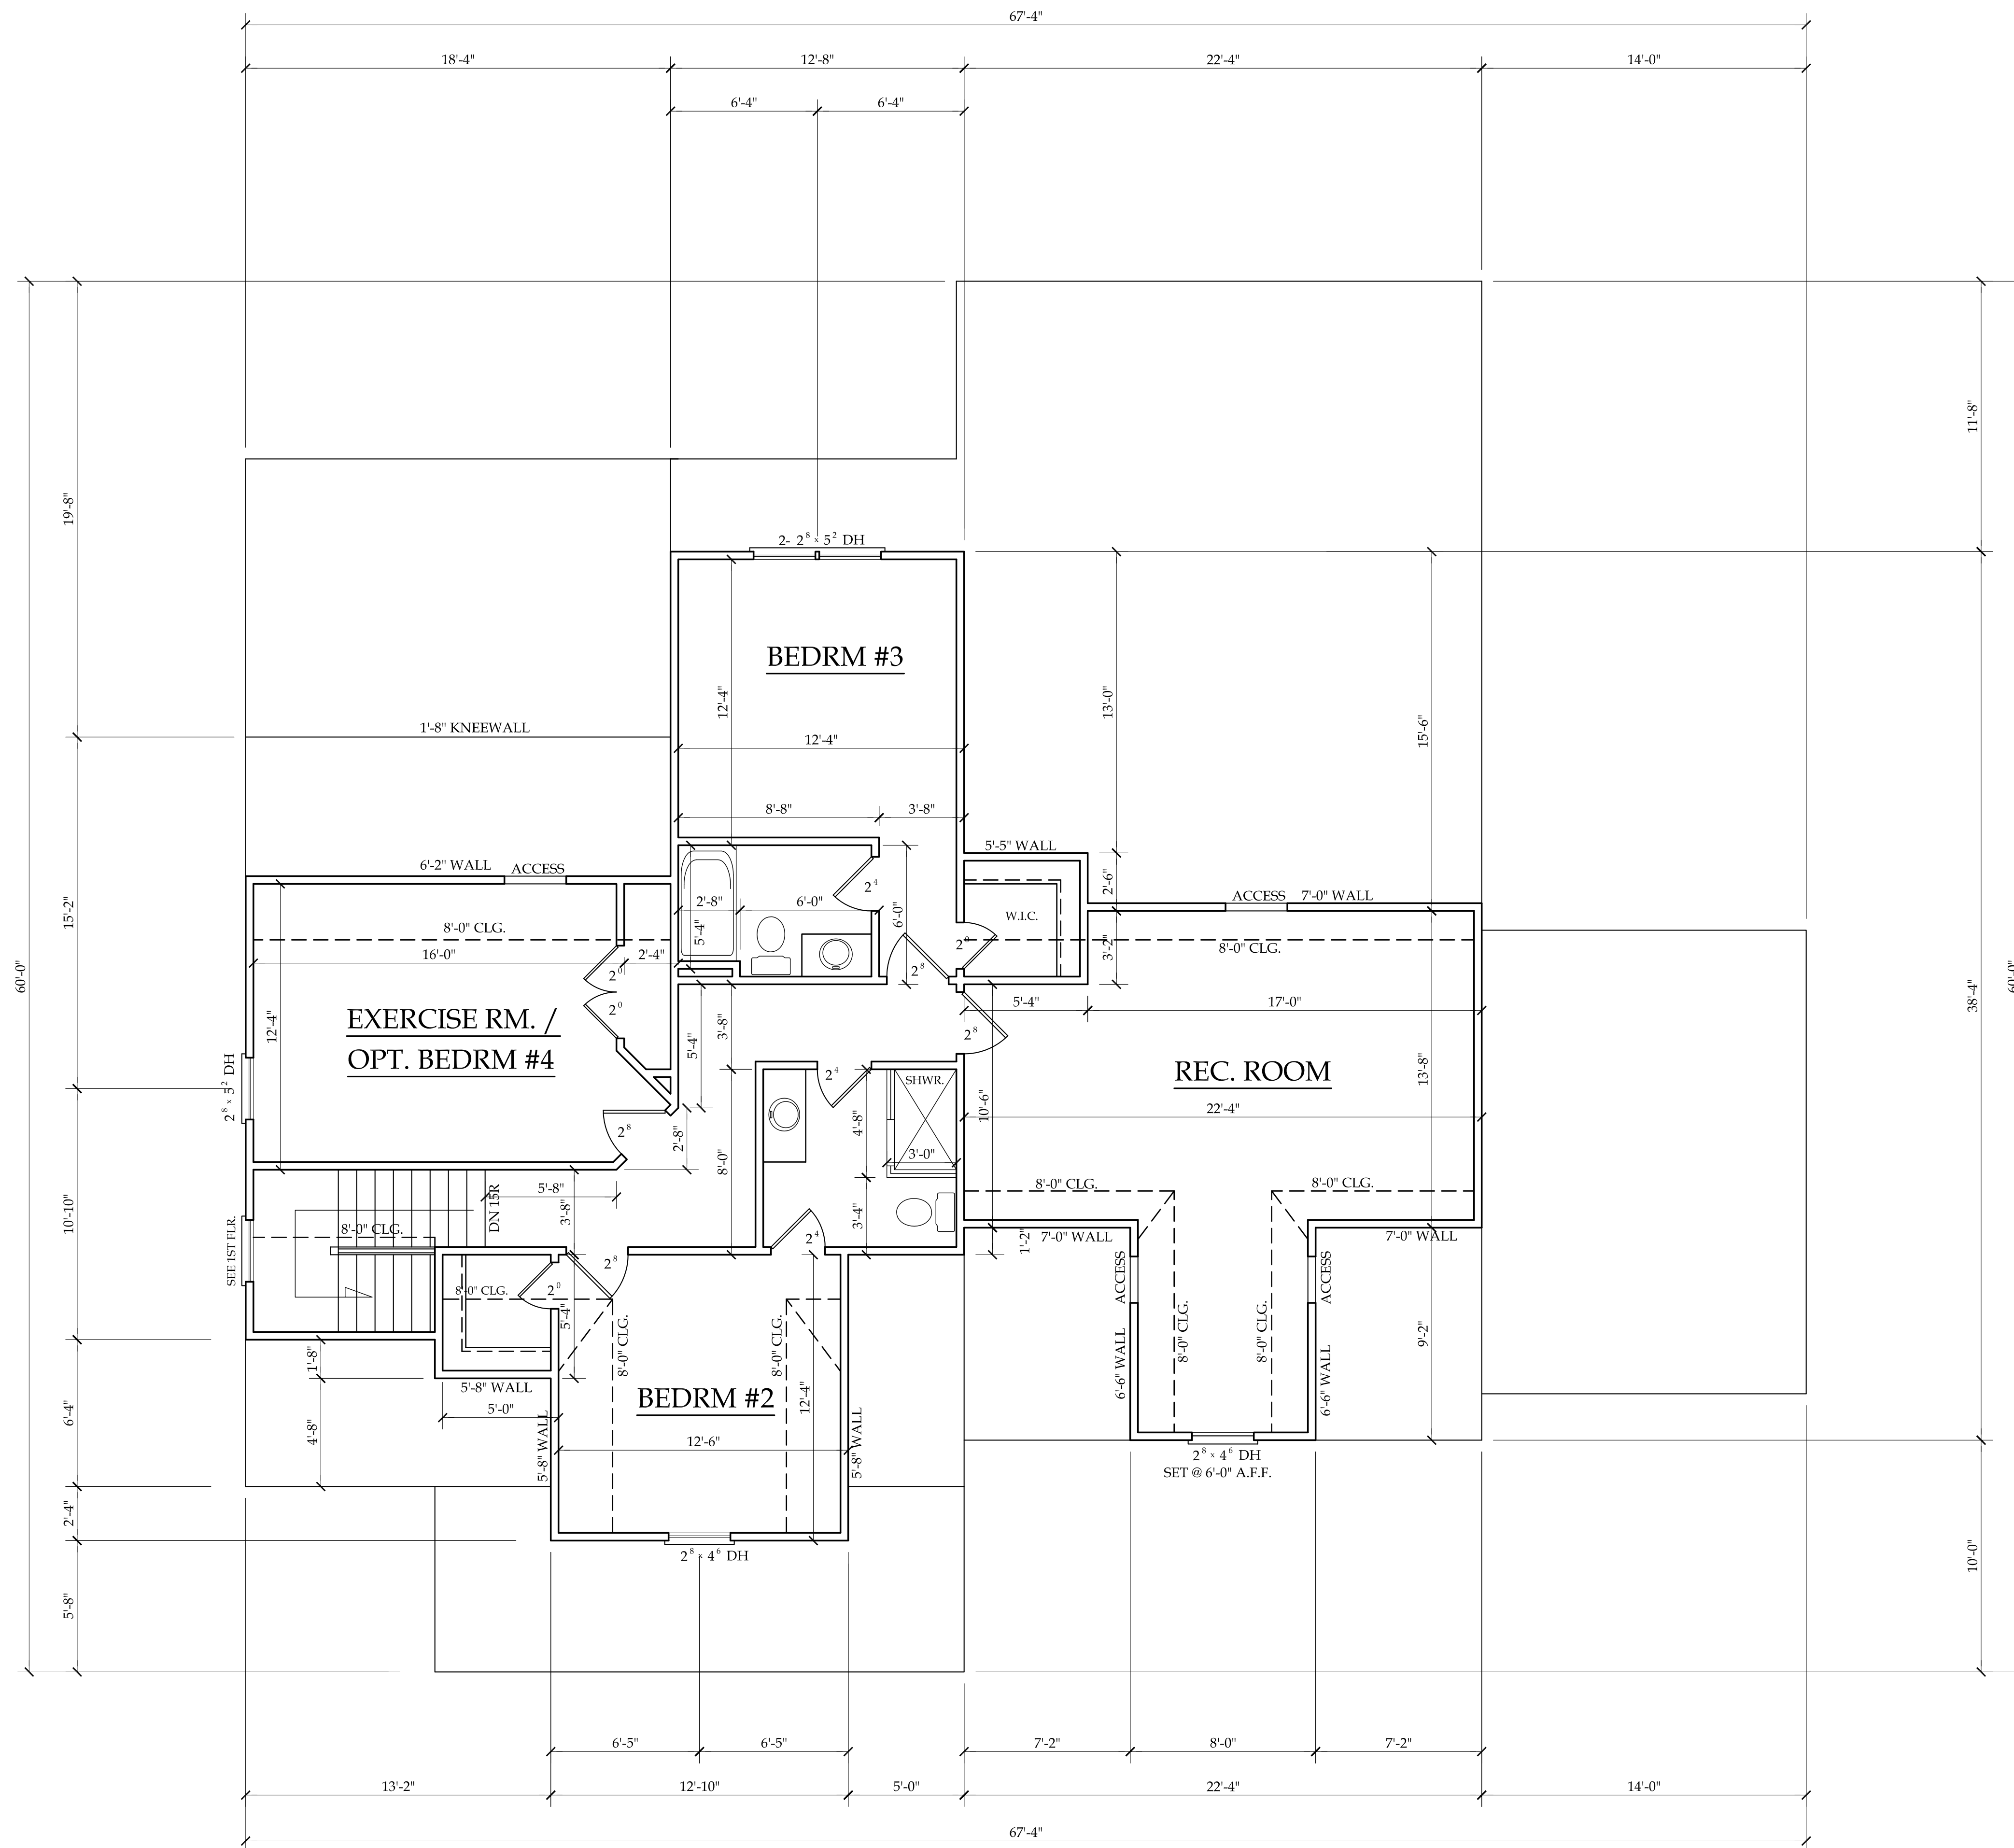 67'-4"
18'-4" 12'-8" 22'-4" 14'-0"
6'-4" 6'-4"
2- 2⁸ x 5² DH
BEDRM #3
12'-4"
12'-4"
8'-8" 3'-8"
13'-0"
15'-6"
11'-8"
19'-8"
1'-8" KNEEWALL
6'-2" WALL ACCESS
5'-5" WALL
2'-6"
ACCESS 7'-0" WALL
2⁴
2'-8" 6'-0"
6'-0"
5'-4"
W.I.C.
3'-2"
8'-0" CLG.
8'-0" CLG.
16'-0" 2'-4"
2⁰
2⁰
2⁸
2⁰
15'-2"
60'-0"
38'-4"
60'-0"
12'-4"
EXERCISE RM. /
OPT. BEDRM #4
5'-4"
3'-8"
5'-4" 17'-0"
2⁸
2⁸ x 5² DH
2⁴
SHWR.
REC. ROOM
13'-8"
22'-4"
10'-6"
4'-8"
3'-0"
2⁸
2'-8"
8'-0"
5'-8"
DN 15R
3'-8"
8'-0" CLG.
SEE 1ST FLR.
10'-10"
3'-4"
2⁴
8'-0" CLG. 8'-0" CLG.
1'-2"
7'-0" WALL 7'-0" WALL
ACCESS ACCESS
2⁸
2⁰
8'-0" CLG.
5'-4"
8'-0" CLG. 8'-0" CLG.
8'-0" CLG. 8'-0" CLG.
6'-6" WALL 6'-6" WALL
9'-2"
1'-8"
5'-8" WALL
5'-0"
4'-8"
6'-4"
BEDRM #2
12'-4"
12'-6"
5'-8" WALL 5'-8" WALL
2⁸ x 4⁶ DH
SET @ 6'-0" A.F.F.
2'-4"
2⁸ x 4⁶ DH
5'-8"
10'-0"
6'-5" 6'-5" 7'-2" 8'-0" 7'-2"
13'-2" 12'-10" 5'-0" 22'-4" 14'-0"
67'-4"